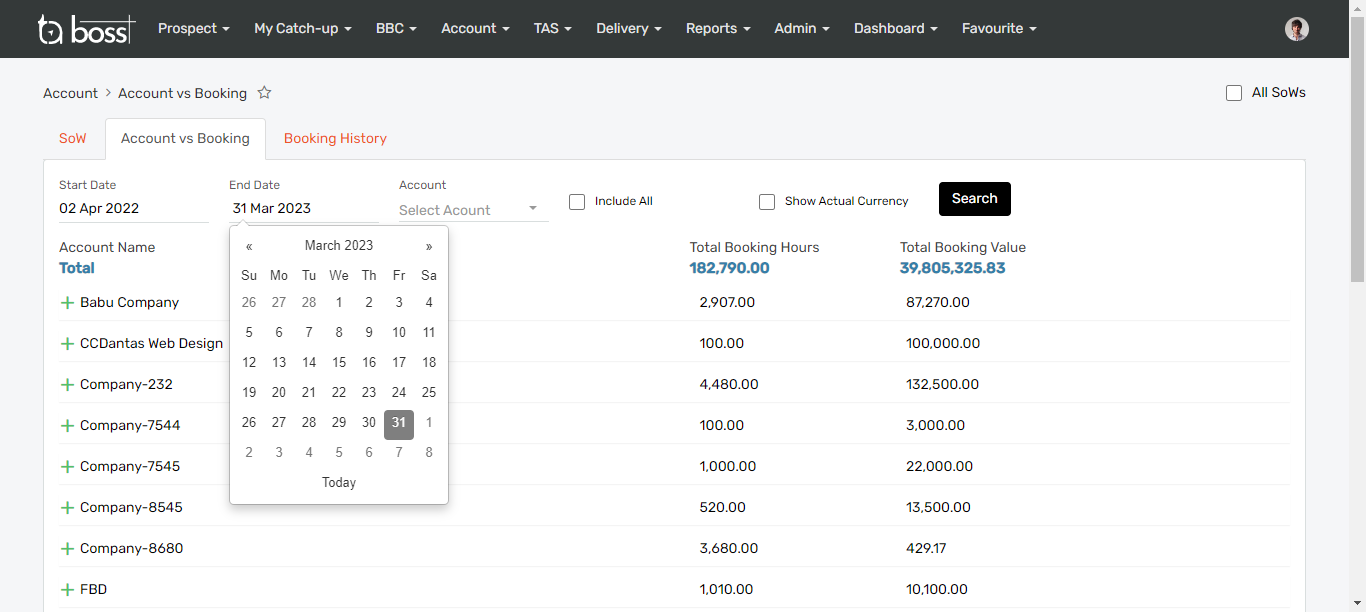 ta boss
Prospect My Catch-up BBC Account TAS Delivery Reports Admin Dashboard Favourite
Account > Account vs Booking
All SoWs
SoW Account vs Booking Booking History
Start Date End Date Account
02 Apr 2022 31 Mar 2023 Select Acount Include All Show Actual Currency Search
Account Name Total Booking Hours Total Booking Value
Total 182,790.00 39,805,325.83
« March 2023 »
Su Mo Tu We Th Fr Sa
26 27 28 1 2 3 4
5 6 7 8 9 10 11
12 13 14 15 16 17 18
19 20 21 22 23 24 25
26 27 28 29 30 31 1
2 3 4 5 6 7 8
Today
+ Babu Company 2,907.00 87,270.00
+ CCDantas Web Design 100.00 100,000.00
+ Company-232 4,480.00 132,500.00
+ Company-7544 100.00 3,000.00
+ Company-7545 1,000.00 22,000.00
+ Company-8545 520.00 13,500.00
+ Company-8680 3,680.00 429.17
+ FBD 1,010.00 10,100.00